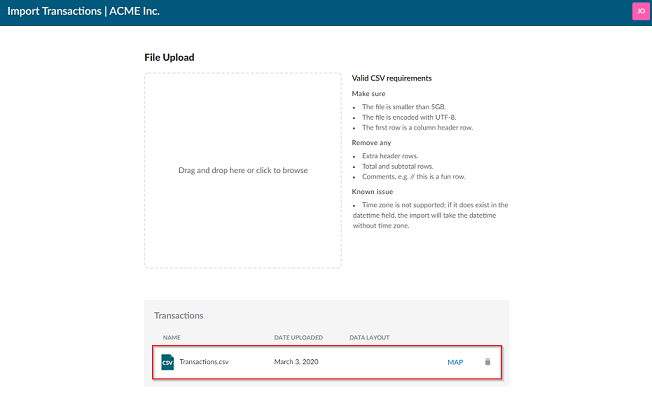 Import Transactions | ACME Inc.
JO
File Upload
Drag and drop here or click to browse
Valid CSV requirements
Make sure
• The file is smaller than 5GB.
• The file is encoded with UTF-8.
• The first row is a column header row.
Remove any
• Extra header rows.
• Total and subtotal rows.
• Comments, e.g. // this is a fun row.
Known issue
• Time zone is not supported; if it does exist in the
datetime field, the import will take the datetime
without time zone.
Transactions
NAME DATE UPLOADED DATA LAYOUT
CSV Transactions.csv March 3, 2020 MAP